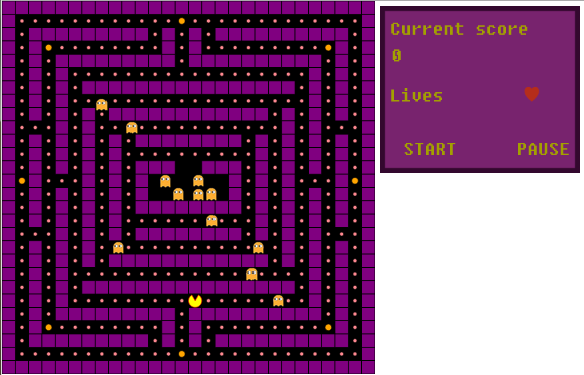 Current score
0
Lives
START PAUSE